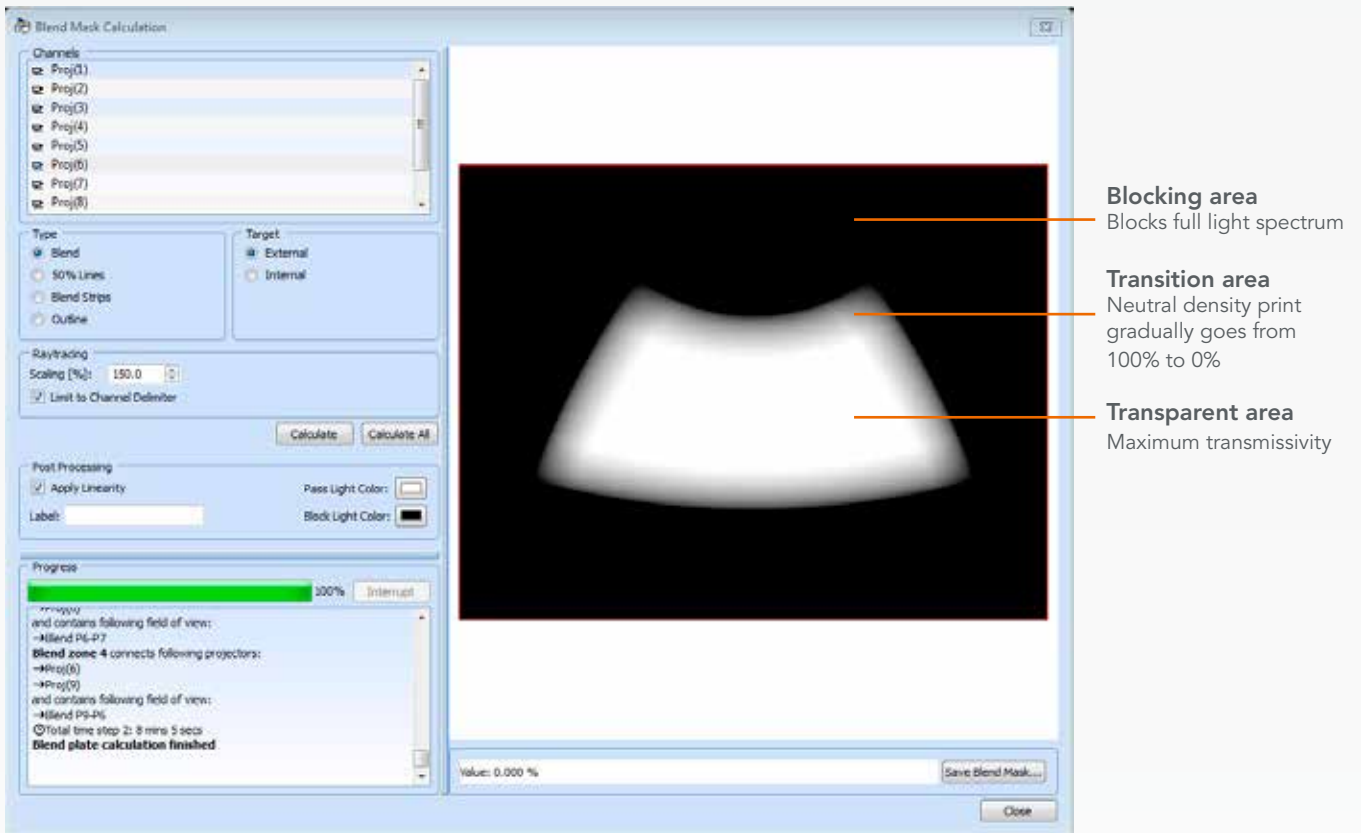 Blend Mask Calculation
Channels
Proj(1)
Proj(2)
Proj(3)
Proj(4)
Proj(5)
Proj(6)
Proj(7)
Proj(8)
Type
Blend
50% Lines
Blend Strips
Outline
Target
External
Internal
Raytracing
Scaling [%]: 150.0
Limit to Channel Delimiter
Calculate
Calculate All
Post Processing
Apply Linearity
Pass Light Color:
Label:
Block Light Color:
Progress
100%
Interrupt
and contains following field of view:
→Blend P6-P7
Blend zone 4 connects following projectors:
→Proj(6)
→Proj(9)
and contains following field of view:
→Blend P9-P6
Total time step 2: 8 mins 5 secs
Blend plate calculation finished
Value: 0.000 %
Save Blend Mask...
Close
Blocking area
Blocks full light spectrum
Transition area
Neutral density print
gradually goes from
100% to 0%
Transparent area
Maximum transmissivity